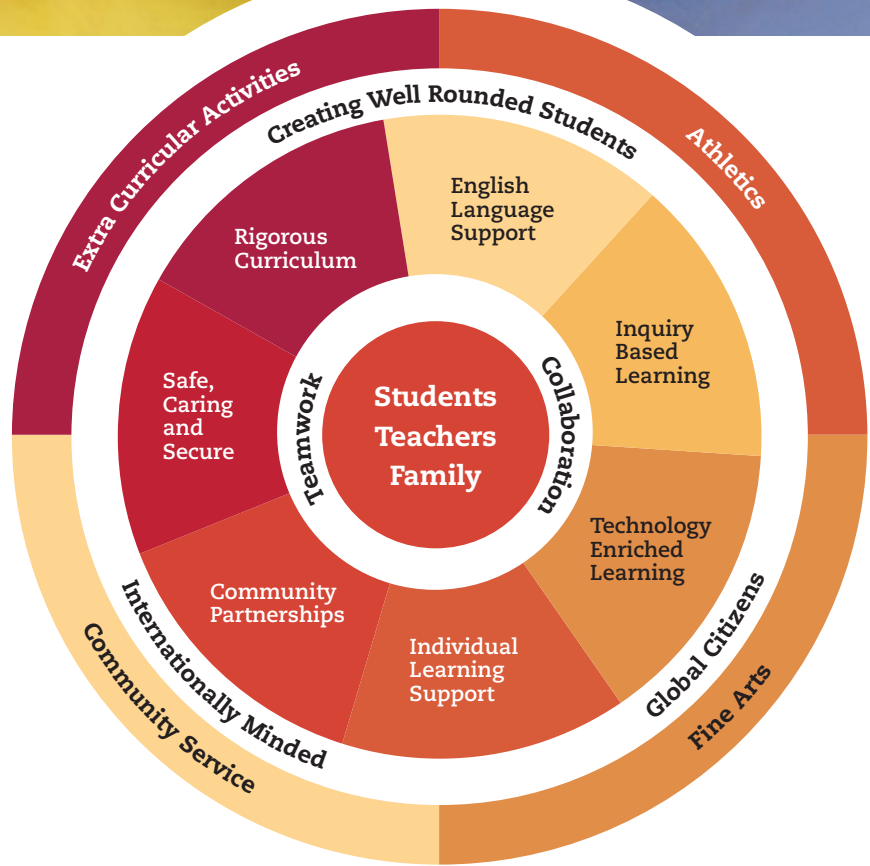 Extra Curricular Activities
Athletics
Creating Well Rounded Students
English
Language
Support
Rigorous
Curriculum
Inquiry
Based
Learning
Safe,
Caring
and
Secure
Teamwork
Students
Teachers
Family
Collaboration
Technology
Enriched
Learning
Community
Partnerships
Individual
Learning
Support
Internationally Minded
Global Citizens
Community Service
Fine Arts